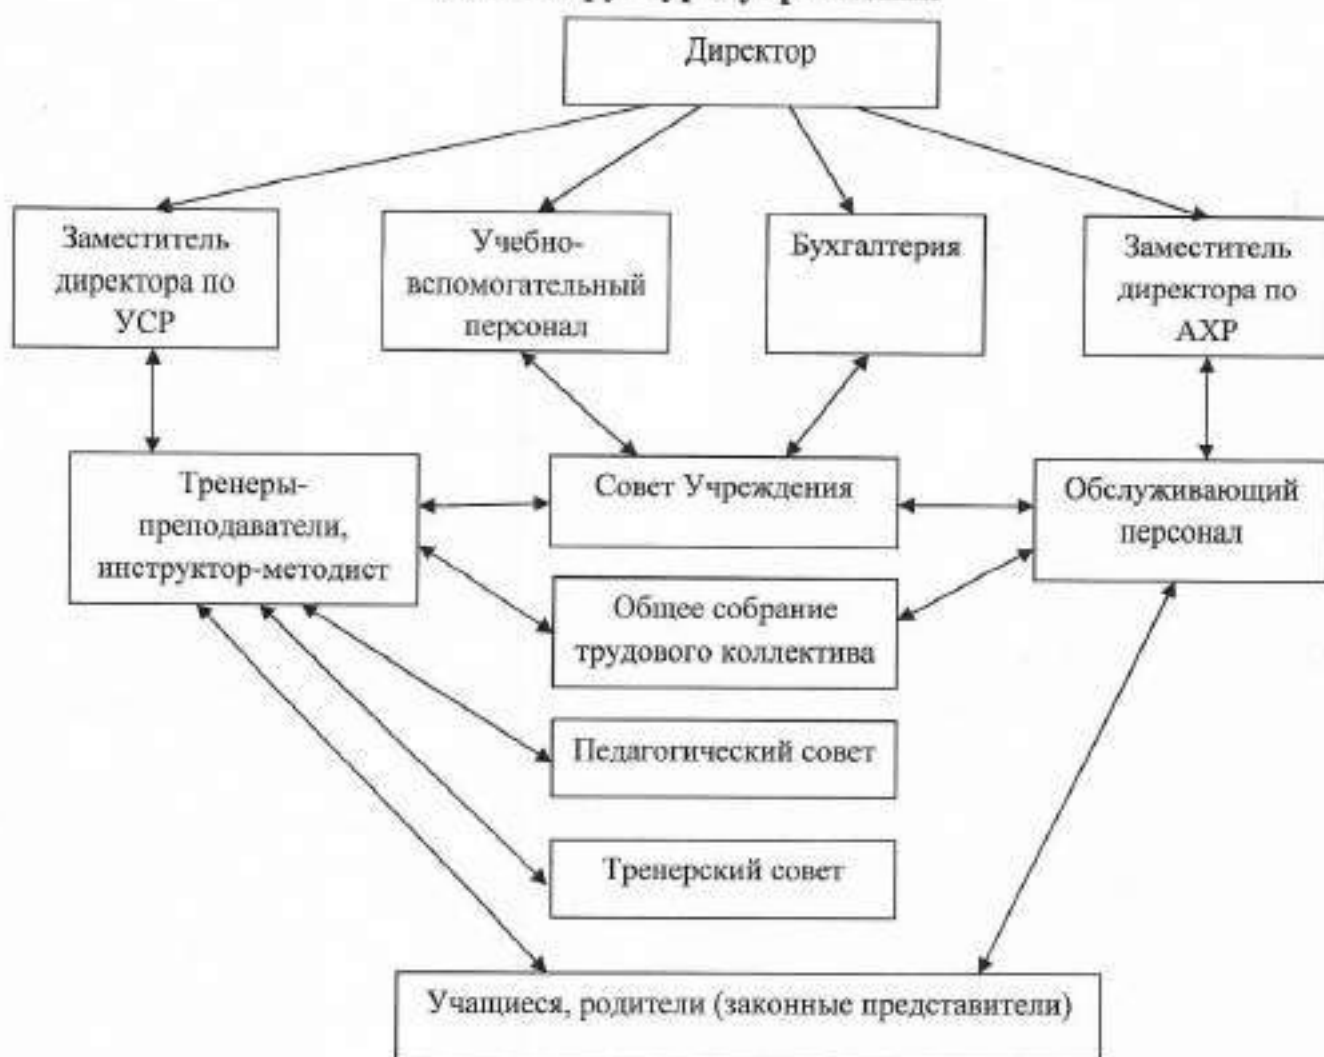 Директор
Заместитель
директора по
УСР
Учебно-
вспомогательный
персонал
Бухгалтерия
Заместитель
директора по
АХР
Тренеры-
преподаватели,
инструктор-методист
Совет Учреждения
Обслуживающий
персонал
Общее собрание
трудового коллектива
Педагогический совет
Тренерский совет
Учащиеся, родители (законные представители)